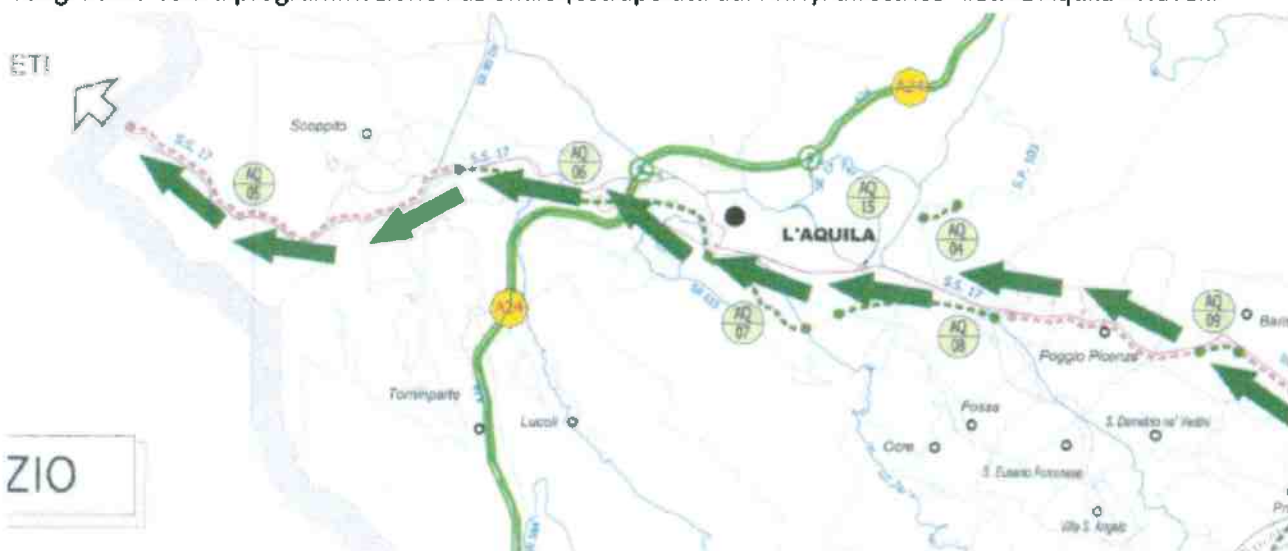 ETI
Scoppito
S.S. 17
AQ
05
S.S. 17
AQ
06
A24
S.P. 103
AQ
15
L'AQUILA
AQ
04
S.S. 17
AQ
07
AQ
08
AQ
09
Poggio Picenze
A24
Tornimparte
Lucoli
Fossa
Ocre
S. Demetrio ne' Vestini
S. Eusanio Forconese
Villa S. Angelo
ZIO